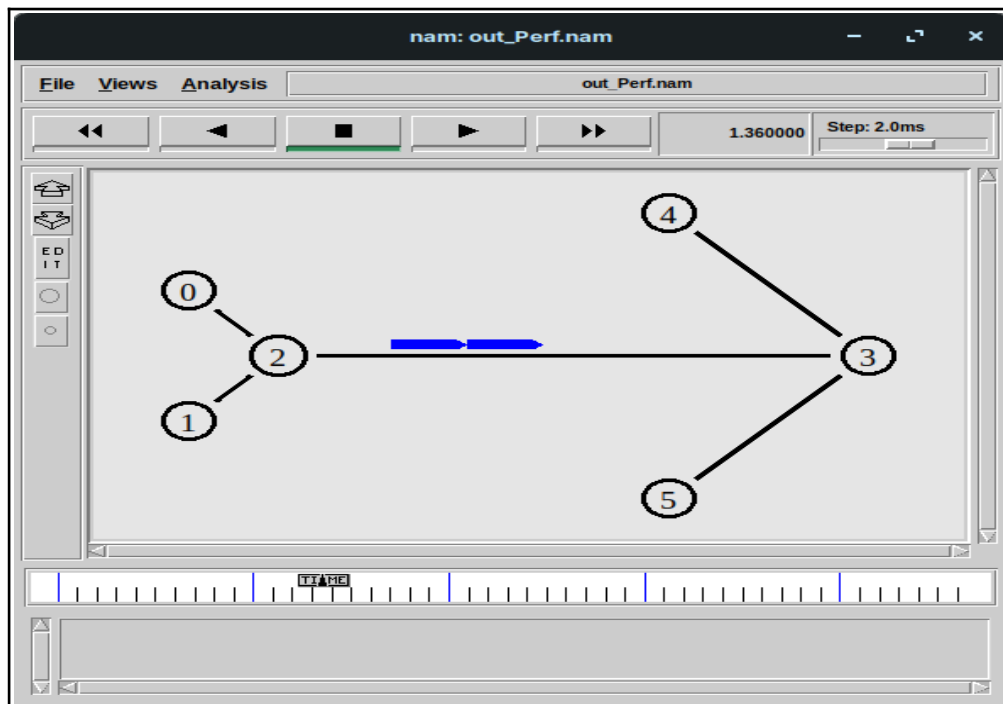 nam: out_Perf.nam
File Views Analysis out_Perf.nam
1.360000 Step: 2.0ms
E D
I T
4
0
2
3
1
5
TIME